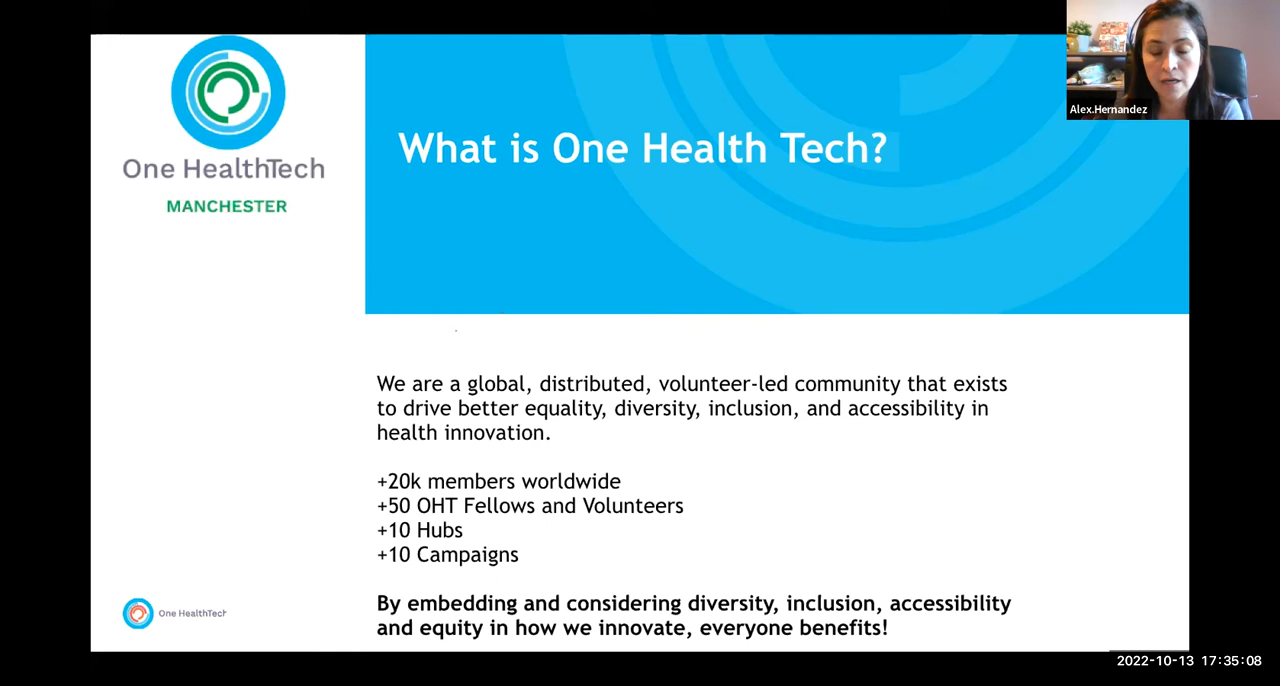 One HealthTech
MANCHESTER
What is One Health Tech?
Alex.Hernandez
We are a global, distributed, volunteer-led community that exists
to drive better equality, diversity, inclusion, and accessibility in
health innovation.
+20k members worldwide
+50 OHT Fellows and Volunteers
+10 Hubs
+10 Campaigns
By embedding and considering diversity, inclusion, accessibility
and equity in how we innovate, everyone benefits!
One HealthTech
2022-10-13 17:35:08